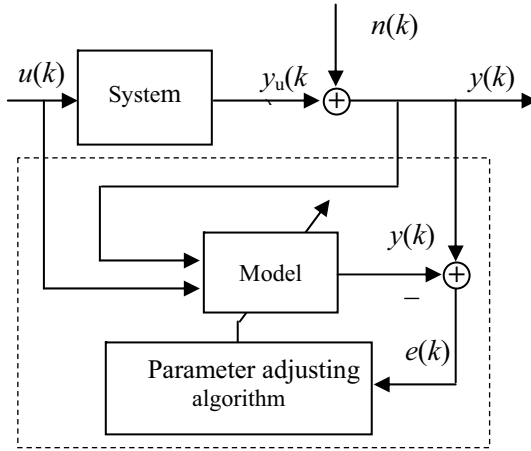 n(k)
u(k)
System
yu(k
y(k)
y(k)
Model
–
e(k)
Parameter adjusting
algorithm